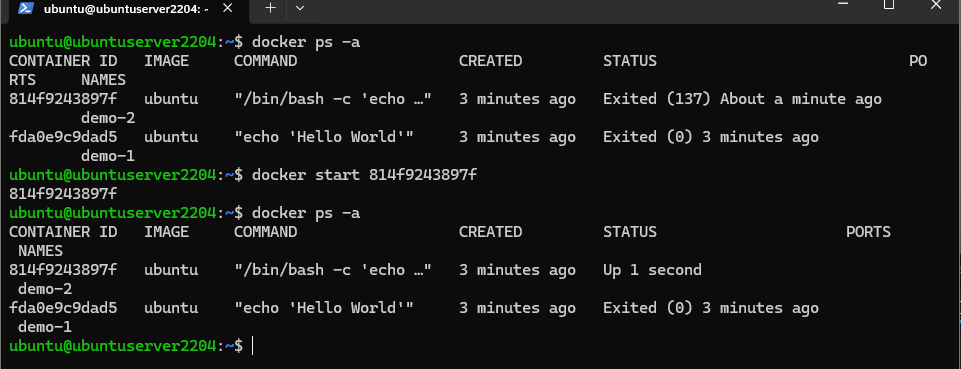 ubuntu@ubuntuserver2204: ~
ubuntu@ubuntuserver2204:~$ docker ps -a
CONTAINER ID   IMAGE     COMMAND                  CREATED         STATUS                            PO
RTS     NAMES
814f9243897f   ubuntu    "/bin/bash -c 'echo …"   3 minutes ago   Exited (137) About a minute ago
        demo-2
fda0e9c9dad5   ubuntu    "echo 'Hello World'"     3 minutes ago   Exited (0) 3 minutes ago
        demo-1
ubuntu@ubuntuserver2204:~$ docker start 814f9243897f
814f9243897f
ubuntu@ubuntuserver2204:~$ docker ps -a
CONTAINER ID   IMAGE     COMMAND                  CREATED         STATUS                     PORTS
 NAMES
814f9243897f   ubuntu    "/bin/bash -c 'echo …"   3 minutes ago   Up 1 second
 demo-2
fda0e9c9dad5   ubuntu    "echo 'Hello World'"     3 minutes ago   Exited (0) 3 minutes ago
 demo-1
ubuntu@ubuntuserver2204:~$